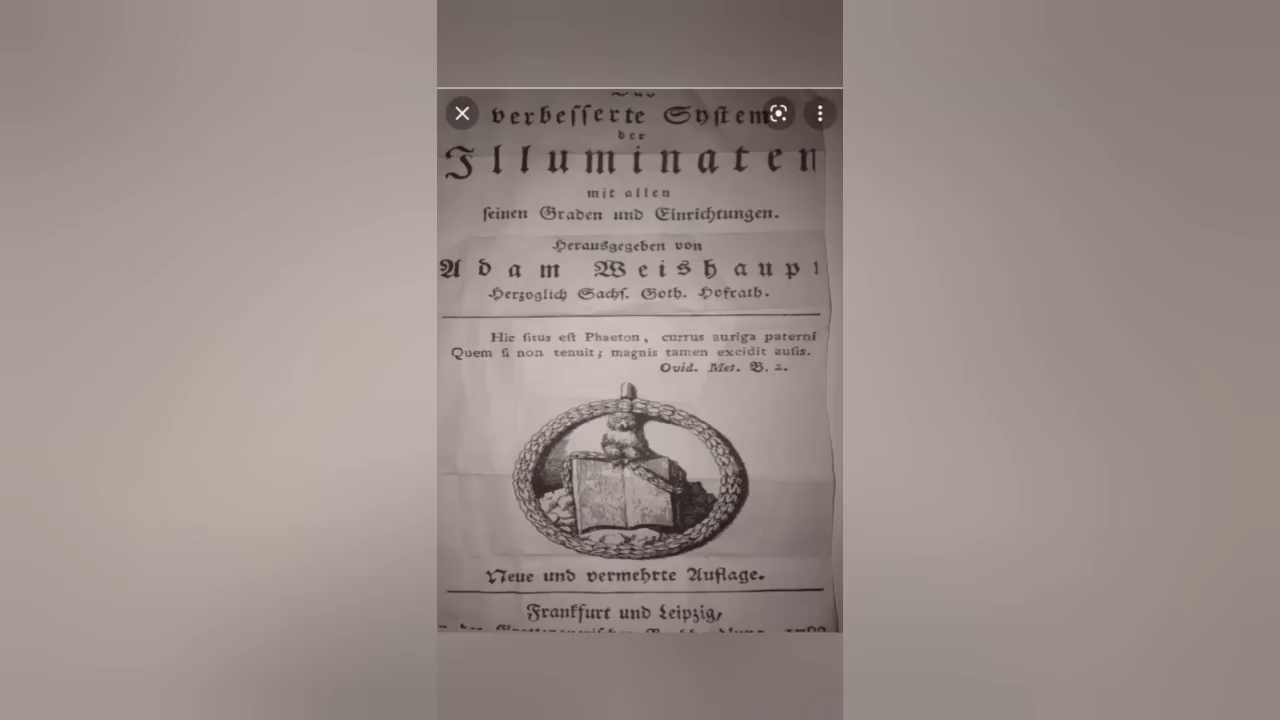 verbeſſerte Syſtem
der
Illuminaten
mit allen
ſeinen Graden und Einrichtungen.
Herausgegeben von
Adam Weishaupt
Herzoglich Sachſ. Goth. Hofrath.
Hic ſitus eſt Phaeton, currus auriga paterni
Quem ſi non tenuit; magnis tamen excidit auſis.
Ovid. Met. B. 2.
Neue und vermehrte Auflage.
Frankfurt und Leipzig,